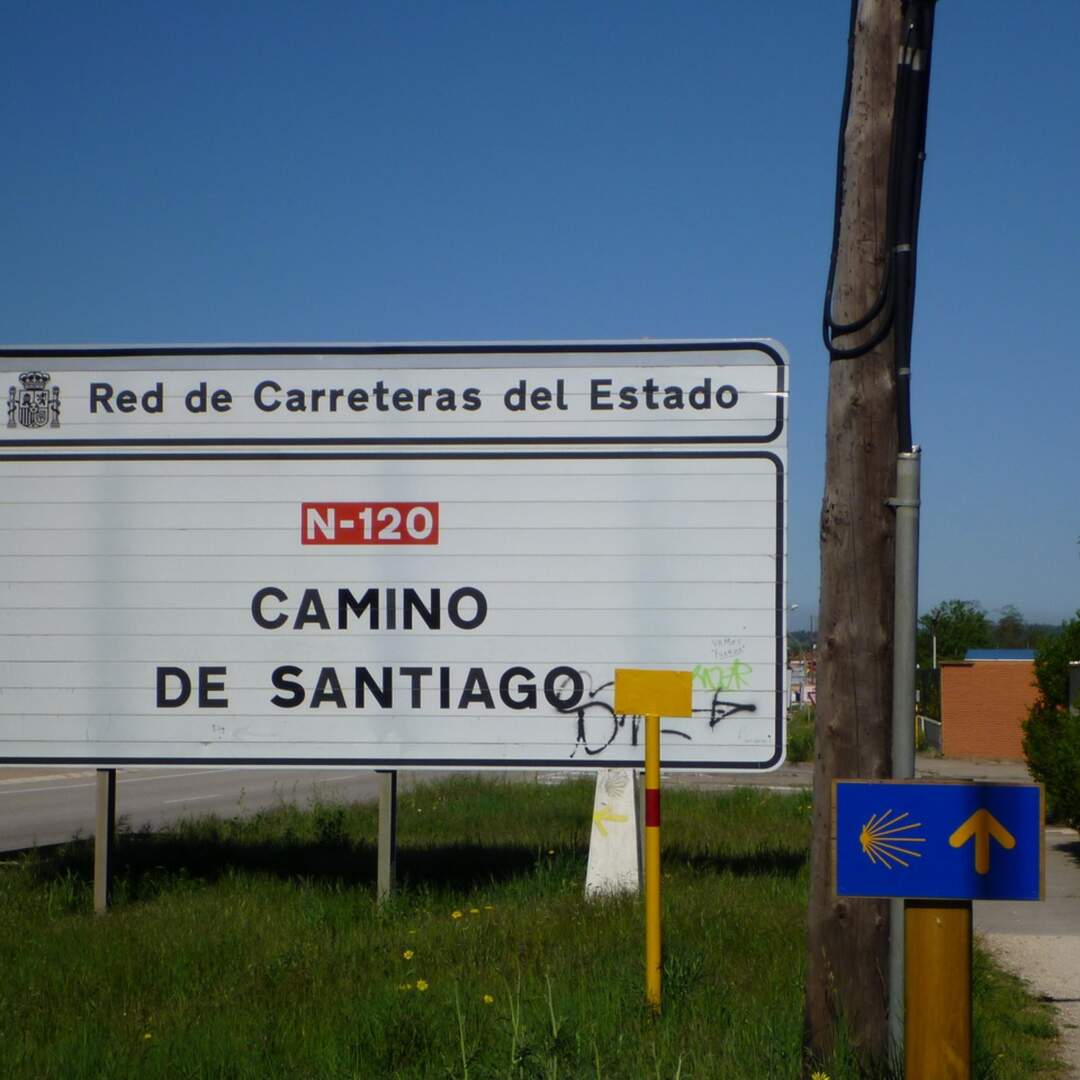 Red de Carreteras del Estado
N-120
CAMINO
DE SANTIAGO